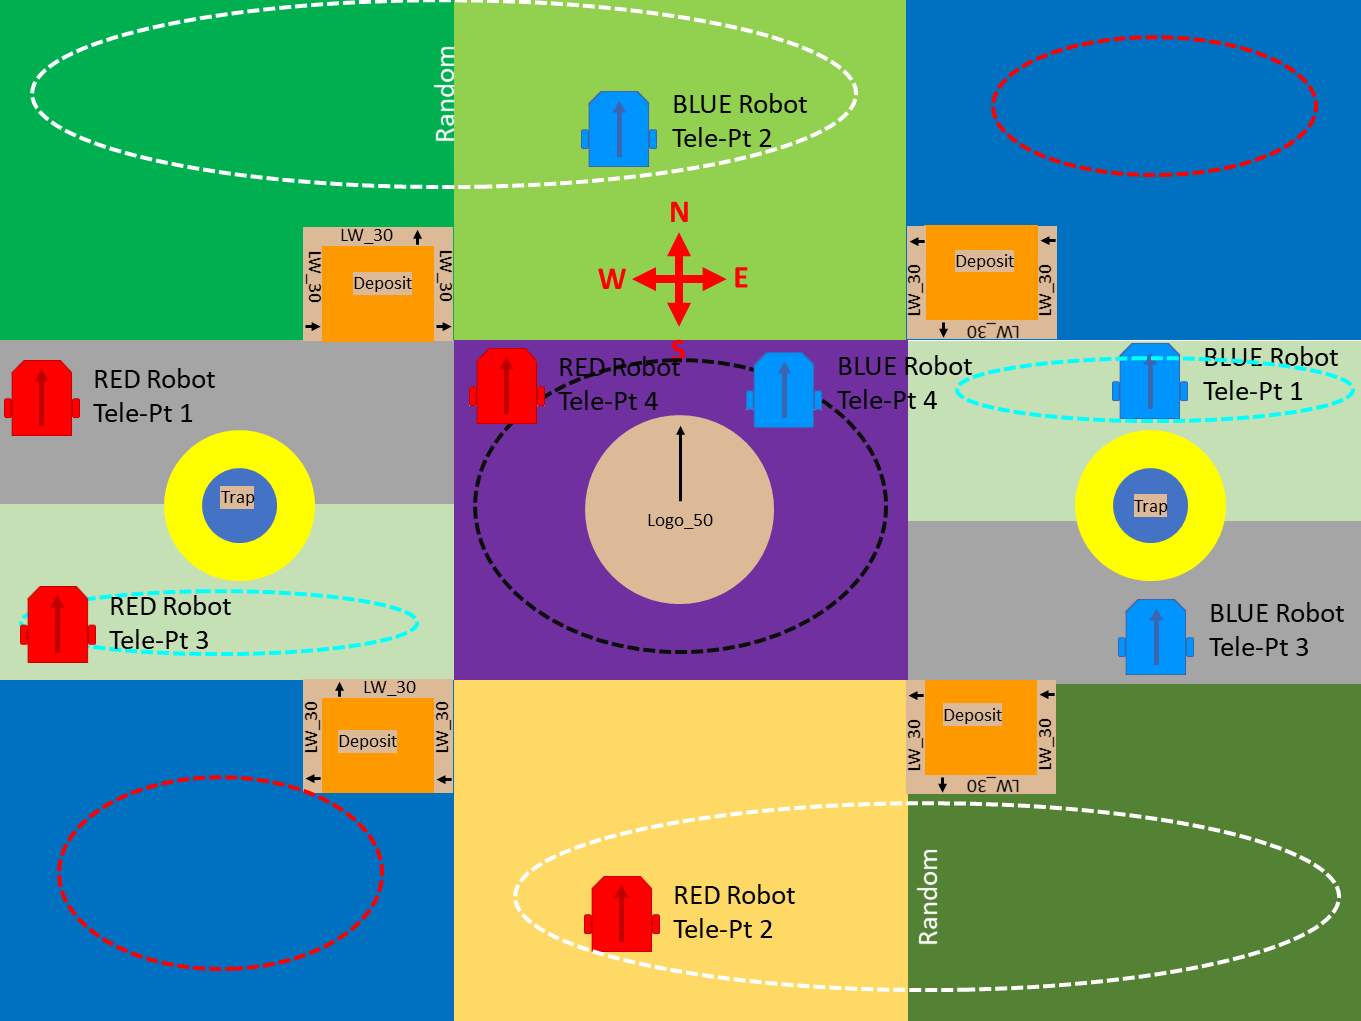 Random
BLUE Robot
Tele-Pt 2
N
W
E
S
LW_30
LW_30
LW_30
Deposit
Deposit
LW_30
LW_30
LW_30
RED Robot
Tele-Pt 1
RED Robot
Tele-Pt 4
BLUE Robot
Tele-Pt 4
BLUE Robot
Tele-Pt 1
Trap
Logo_50
Trap
RED Robot
Tele-Pt 3
BLUE Robot
Tele-Pt 3
LW_30
LW_30
LW_30
Deposit
Deposit
LW_30
LW_30
LW_30
RED Robot
Tele-Pt 2
Random